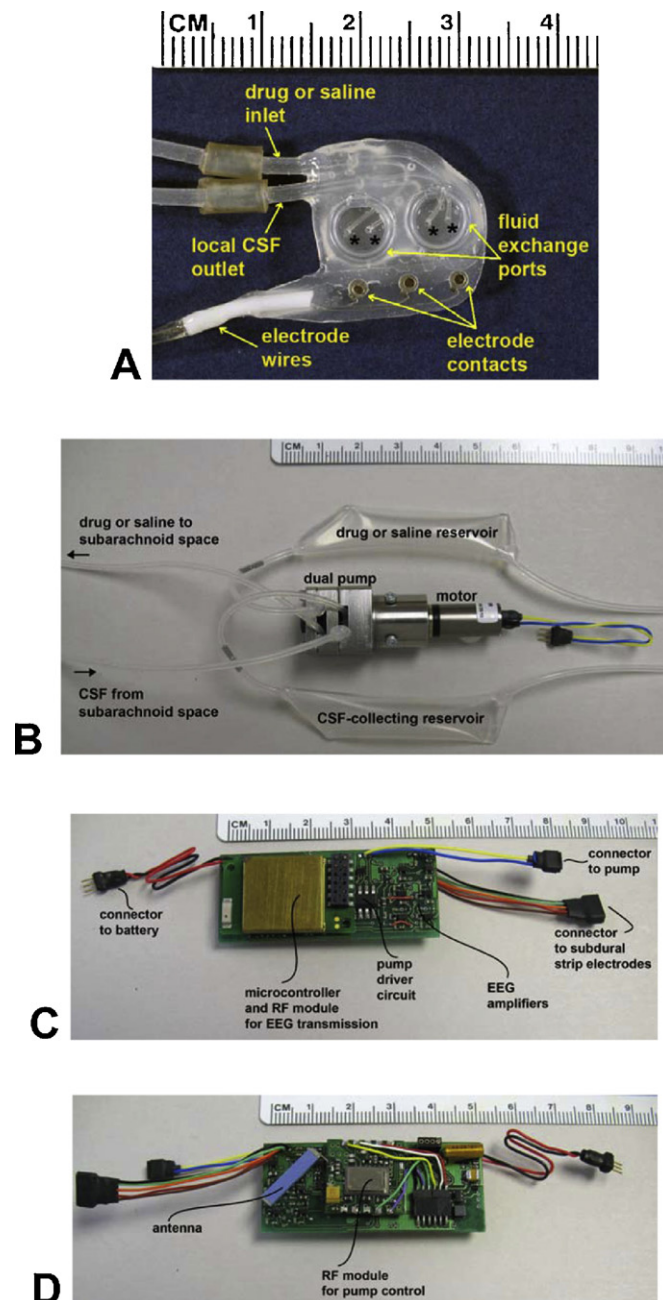 CM 1 2 3 4
drug or saline
inlet
local CSF
outlet
* * * *
fluid
exchange
ports
electrode
wires
electrode
contacts
A
CM 1 2 3 4 5 6 7 8 9
drug or saline to
subarachnoid space
drug or saline reservoir
dual pump
motor
CSF from
subarachnoid space
CSF-collecting reservoir
B
CM 1 2 3 4 5 6 7 8 9 10
connector
to battery
connector
to pump
connector
to subdural
strip electrodes
pump
driver
circuit
EEG
amplifiers
microcontroller
and RF module
for EEG transmission
C
CM 1 2 3 4 5 6 7 8 9
antenna
RF module
for pump control
D